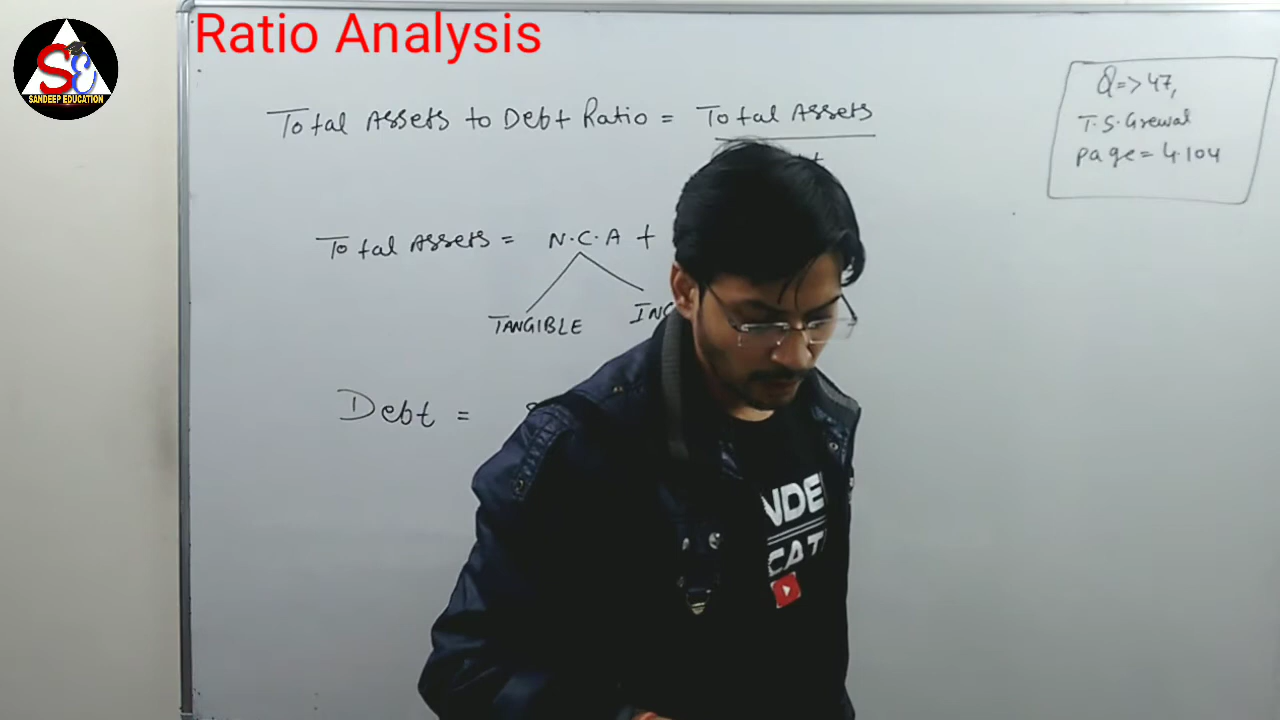 Ratio Analysis
SE
SANDEEP EDUCATION
Q => 47,
T.S. Grewal
Page = 4.104
Total Assets to Debt Ratio = Total Assets
Total Assets = N.C.A +
TANGIBLE
Debt =